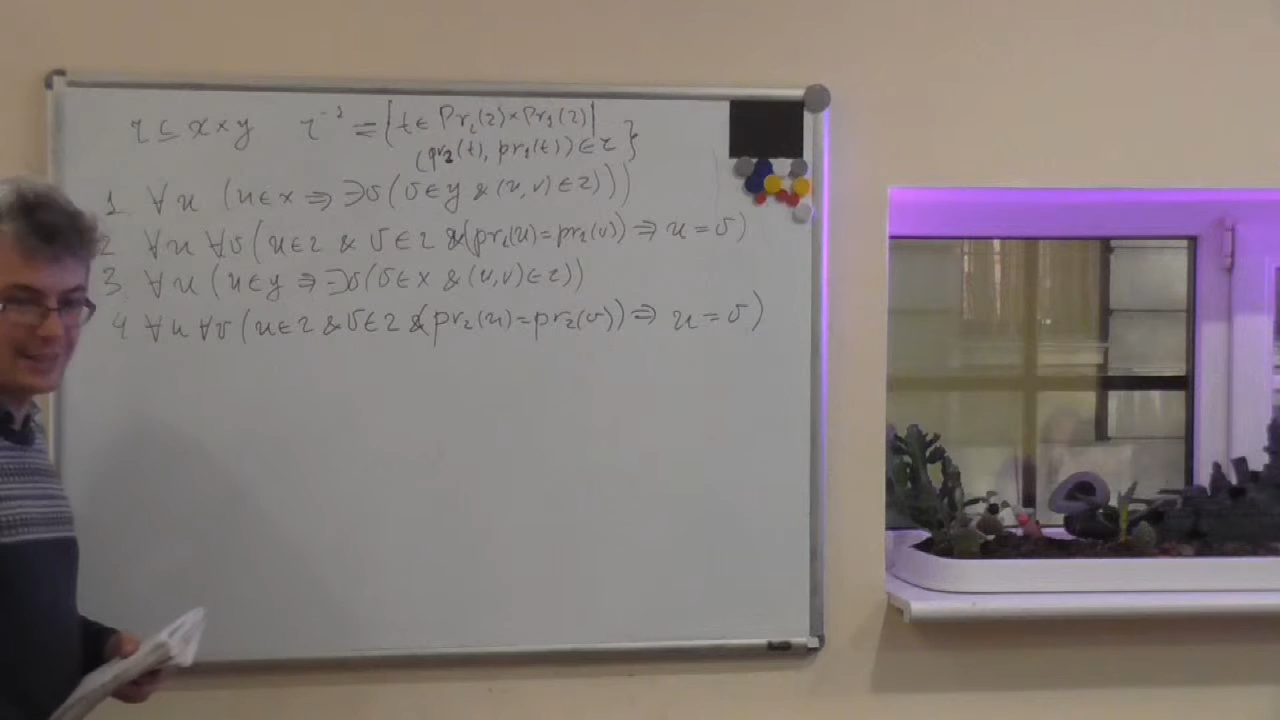 z ⊆ x × y   z⁻¹ = {t ∈ Pr₂(z) × Pr₁(z) |
(pr₂(t), pr₁(t)) ∈ z}
1 ∀u (u∈x ⇒ ∃v(v∈y & (u,v)∈z))
2 ∀u ∀v (u∈z & v∈z & (pr₁(u)=pr₁(v)) ⇒ u=v)
3 ∀u (u∈y ⇒ ∃v(v∈x & (v,u)∈z))
4 ∀u ∀v (u∈z & v∈z & (pr₂(u)=pr₂(v)) ⇒ u=v)